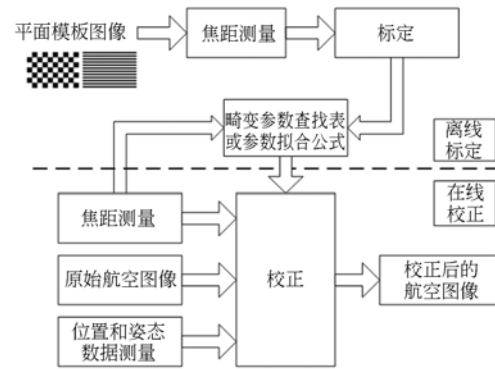 平面模板图像
焦距测量
标定
畸变参数查找表
或参数拟合公式
离线
标定
在线
校正
焦距测量
原始航空图像
校正
校正后的
航空图像
位置和姿态
数据测量